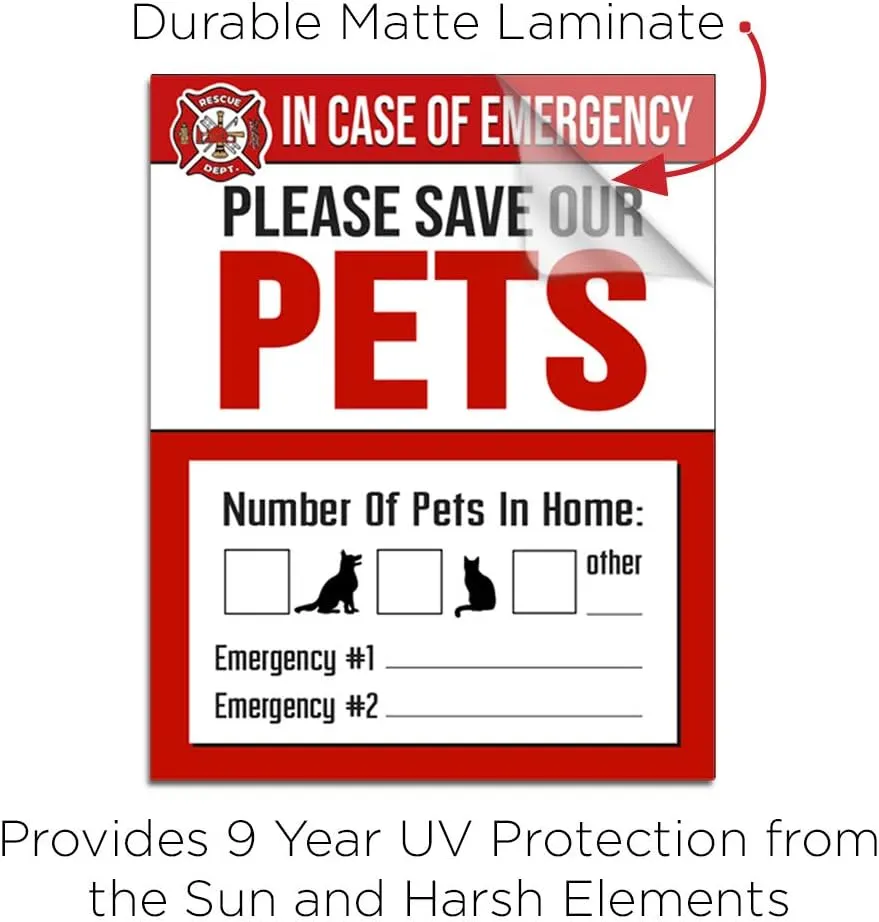 Durable Matte Laminate
RESCUE
DEPT.
IN CASE OF EMERGENCY
PLEASE SAVE OUR
PETS
Number Of Pets In Home:
other
Emergency #1
Emergency #2
Provides 9 Year UV Protection from
the Sun and Harsh Elements